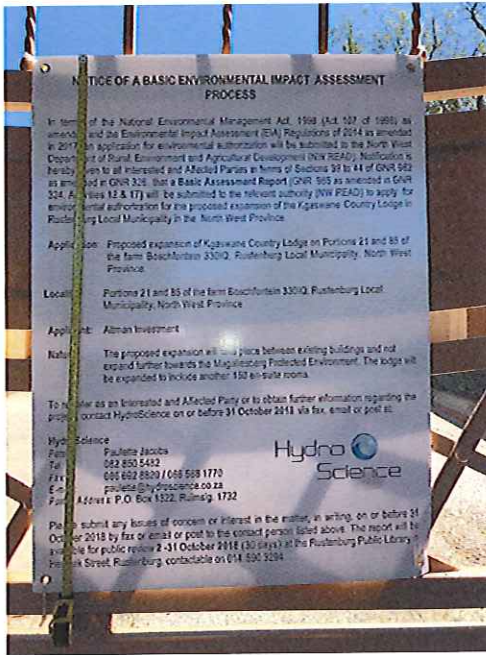 NOTICE OF A BASIC ENVIRONMENTAL IMPACT ASSESSMENT
PROCESS
In terms of the National Environmental Management Act, 1998 (Act 107 of 1998) as
amended and the Environmental Impact Assessment (EIA) Regulations of 2014 as amended
in 2017 an application for environmental authorization will be submitted to the North West
Department of Rural, Environment and Agricultural Development (NW READ). Notification is
hereby given to all Interested and Affected Parties in terms of Sections 39 to 44 of GNR 982
as amended in GNR 326 that a Basic Assessment Report (GNR 983 as amended in GNR
324, Activities 12 & 17) will be submitted to the relevant authority (NW READ) to apply for
environmental authorization for the proposed expansion of the Kgaswane Country Lodge in
Rustenburg Local Municipality in the North West Province.
Application: Proposed expansion of Kgaswane Country Lodge on Portions 21 and 85 of
the farm Boschfontein 330IQ, Rustenburg Local Municipality, North West
Province.
Locality: Portions 21 and 85 of the farm Boschfontein 330IQ, Rustenburg Local
Municipality, North West Province
Applicant: Altman Investment
Nature: The proposed expansion will take place between existing buildings and not
expand further towards the Magaliesberg Protected Environment. The lodge will
be expanded to include another 150 en-suite rooms.
To register as an Interested and Affected Party or to obtain further information regarding the
project contact HydroScience on or before 31 October 2018 via fax, email or post at:
HydroScience
Paulette Jacobs
Tel: 082 850 5482
Fax: 086 692 8820 / 086 568 1770
E-mail: paulette@hydroscience.co.za
Postal Address: P.O. Box 1322, Ruimsig, 1732
Hydro
Science
Please submit any issues of concern or interest in the matter, in writing, on or before 31
October 2018 by fax or email or post to the contact person listed above. The report will be
available for public review 2 -31 October 2018 (30 days) at the Rustenburg Public Library
Street, Rustenburg, contactable on 014 590 3294.